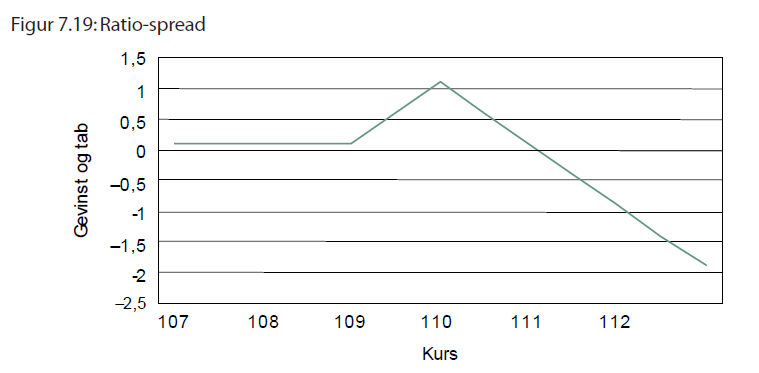 Figur 7.19: Ratio-spread
1,5
1
0,5
0
–0,5
-1
–1,5
-2
–2,5
Gevinst og tab
107 108 109 110 111 112
Kurs